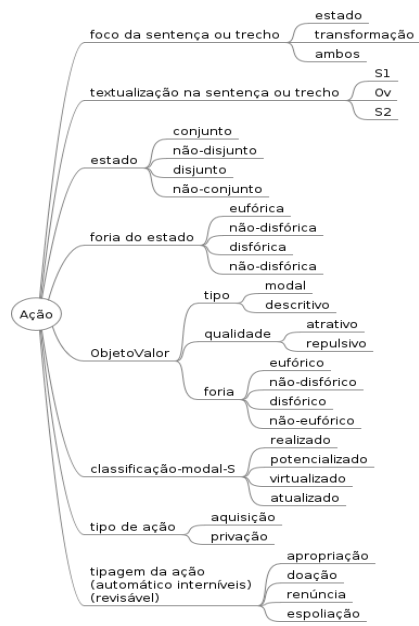 Ação
foco da sentença ou trecho
estado
transformação
ambos
textualização na sentença ou trecho
S1
Ov
S2
estado
conjunto
não-disjunto
disjunto
não-conjunto
foria do estado
eufórica
não-disfórica
disfórica
não-disfórica
ObjetoValor
tipo
modal
descritivo
qualidade
atrativo
repulsivo
foria
eufórico
não-disfórico
disfórico
não-eufórico
classificação-modal-S
realizado
potencializado
virtualizado
atualizado
tipo de ação
aquisição
privação
tipagem da ação
(automático interníveis)
(revisável)
apropriação
doação
renúncia
espoliação